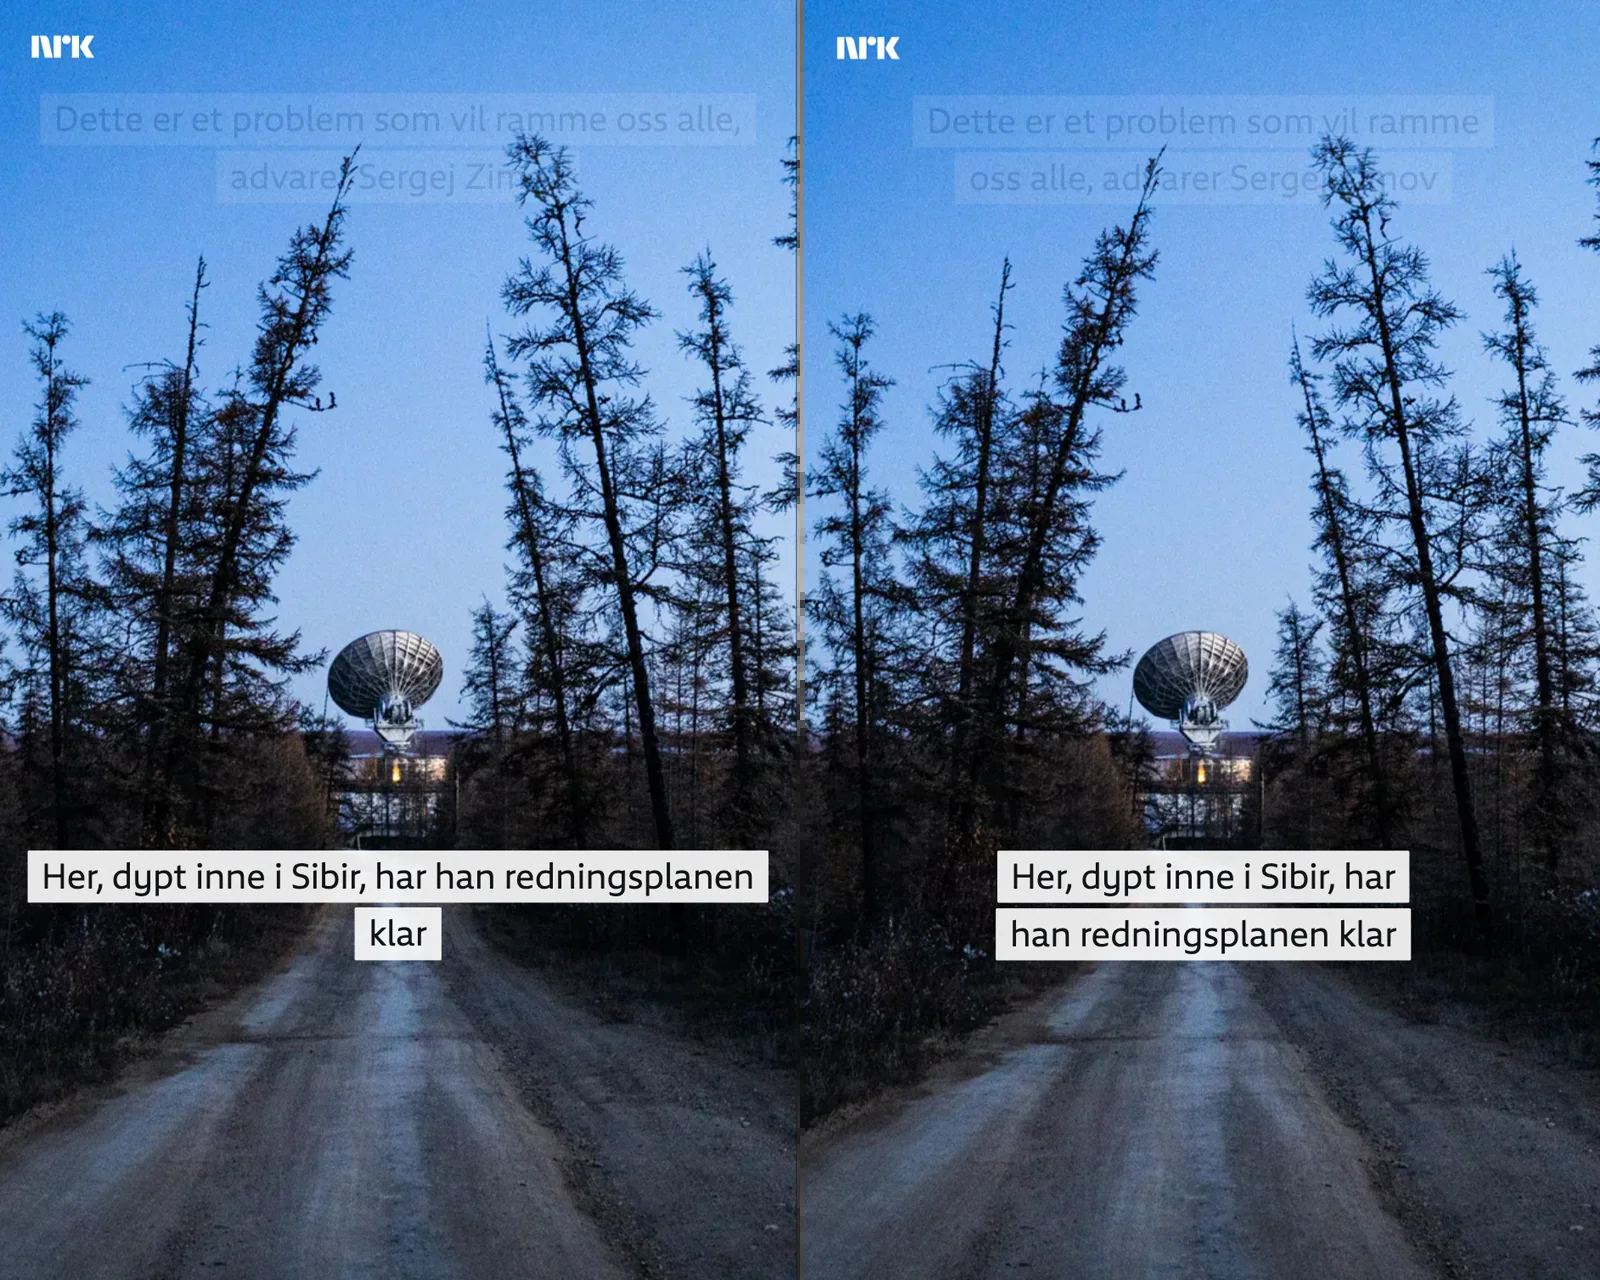 NRK
Dette er et problem som vil ramme oss alle,
advarer Sergej
Her, dypt inne i Sibir, har han redningsplanen
klar
NRK
Dette er et problem som vil ramme
oss alle, advarer Sergej
Her, dypt inne i Sibir, har
han redningsplanen klar